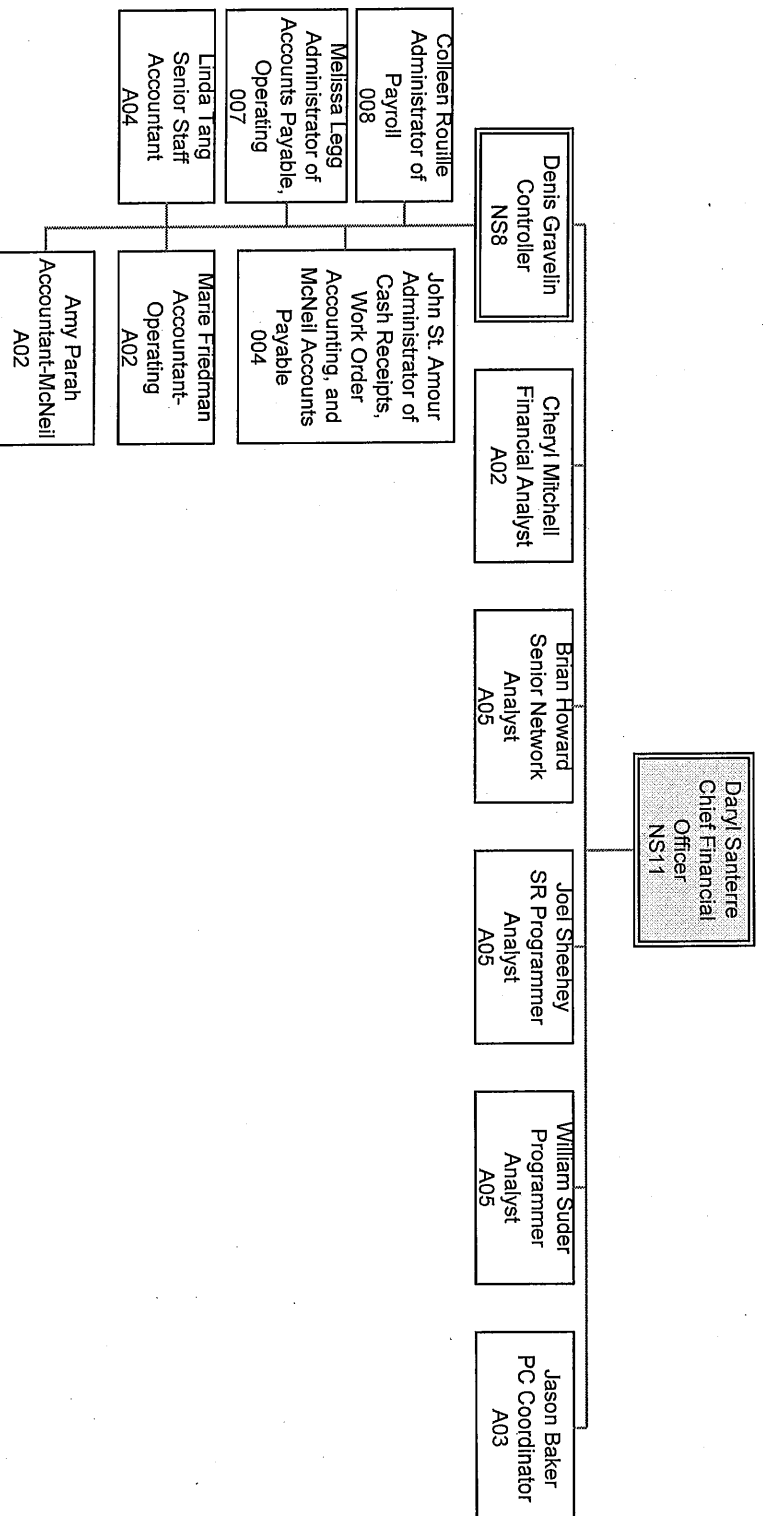 Daryl Santerre
Chief Financial
Officer
NS11
Denis Gravelin
Controller
NS8
Cheryl Mitchell
Financial Analyst
A02
Brian Howard
Senior Network
Analyst
A05
Joel Sheehey
SR Programmer
Analyst
A05
William Suder
Programmer
Analyst
A05
Jason Baker
PC Coordinator
A03
Colleen Rouille
Administrator of
Payroll
008
John St. Amour
Administrator of
Cash Receipts,
Work Order
Accounting, and
McNeil Accounts
Payable
004
Melissa Legg
Administrator of
Accounts Payable,
Operating
007
Linda Tang
Senior Staff
Accountant
A04
Marie Friedman
Accountant-
Operating
A02
Amy Parah
Accountant-McNeil
A02